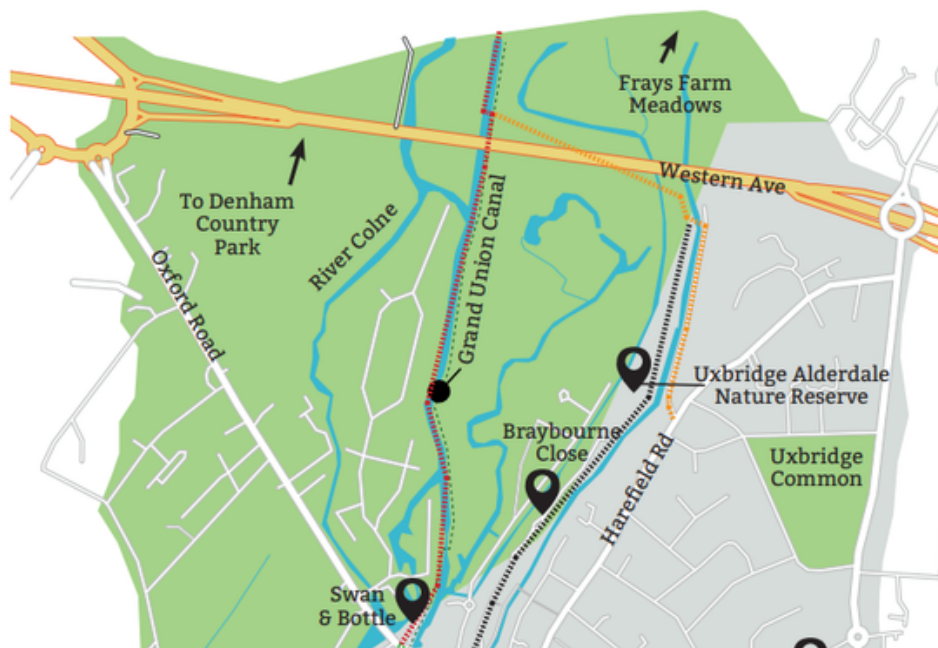 Frays Farm
Meadows
Western Ave
To Denham
Country
Park
River Colne
Grand Union Canal
Oxford Road
Uxbridge Alderdale
Nature Reserve
Braybourne
Close
Harefield Rd
Uxbridge
Common
Swan
& Bottle